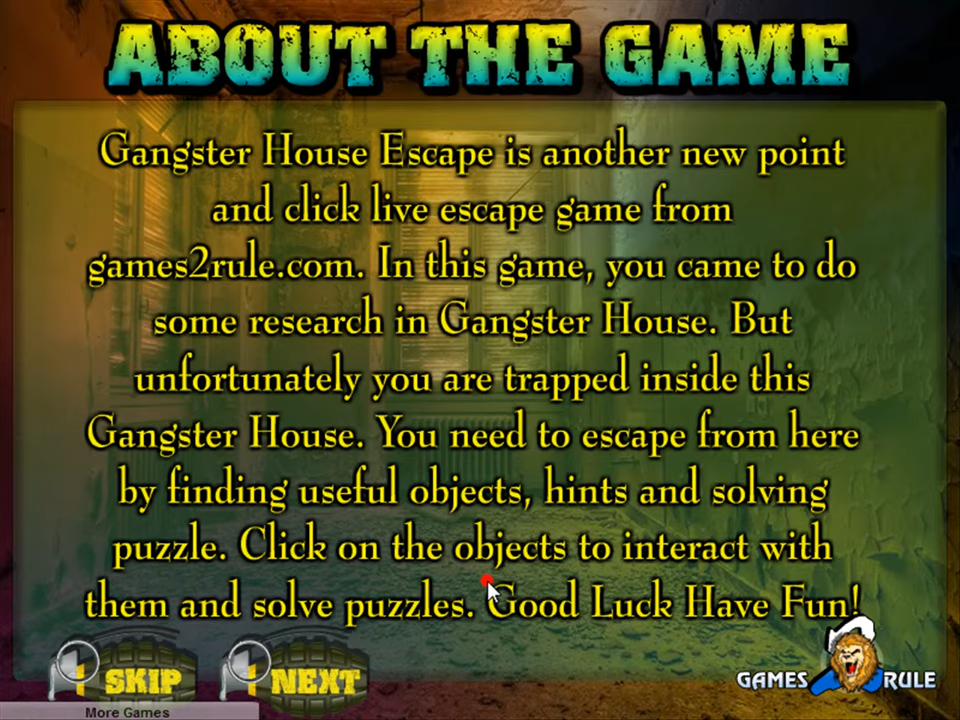 ABOUT THE GAME
Gangster House Escape is another new point
and click live escape game from
games2rule.com. In this game, you came to do
some research in Gangster House. But
unfortunately you are trapped inside this
Gangster House. You need to escape from here
by finding useful objects, hints and solving
puzzle. Click on the objects to interact with
them and solve puzzles. Good Luck Have Fun!
SKIP NEXT
GAMES 2 RULE
More Games